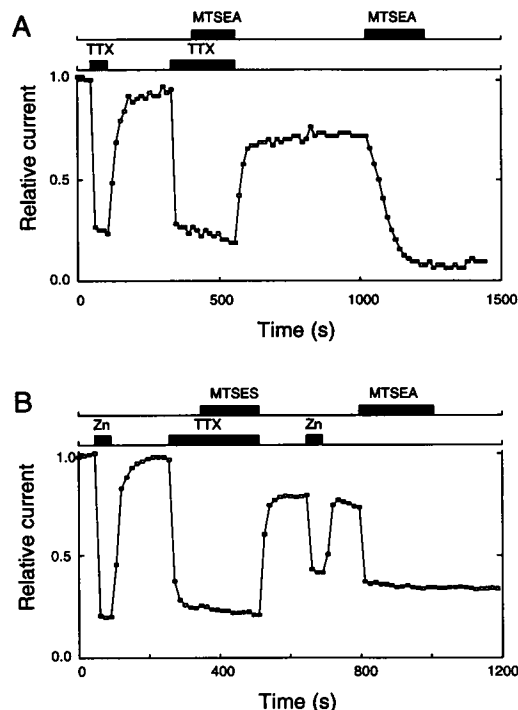 A
MTSEA MTSEA
TTX TTX
1.0
0.5
0.0
Relative current
0 500 1000 1500
Time (s)
B
MTSES MTSEA
Zn TTX Zn
1.0
0.5
0.0
Relative current
0 400 800 1200
Time (s)